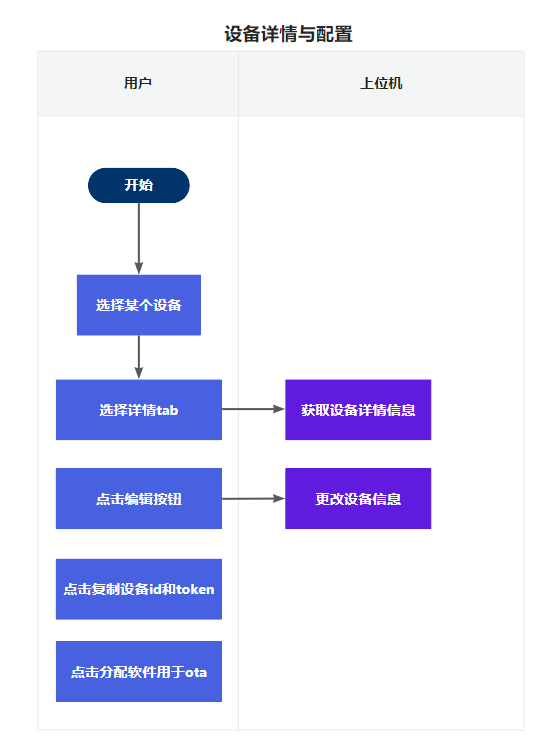 设备详情与配置
用户
上位机
开始
选择某个设备
选择详情tab
获取设备详情信息
点击编辑按钮
更改设备信息
点击复制设备id和token
点击分配软件用于ota